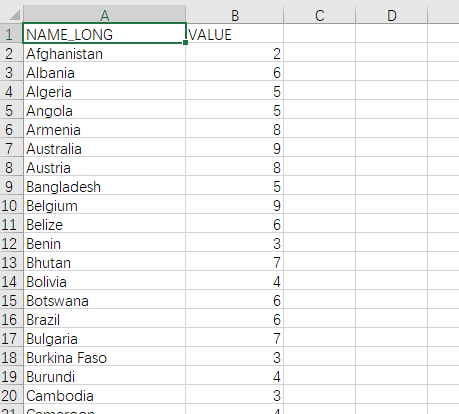 A B C D
1 NAME_LONG VALUE
2 Afghanistan 2
3 Albania 6
4 Algeria 5
5 Angola 5
6 Armenia 8
7 Australia 9
8 Austria 8
9 Bangladesh 5
10 Belgium 9
11 Belize 6
12 Benin 3
13 Bhutan 7
14 Bolivia 4
15 Botswana 6
16 Brazil 6
17 Bulgaria 7
18 Burkina Faso 3
19 Burundi 4
20 Cambodia 3
21 Cameroon 4